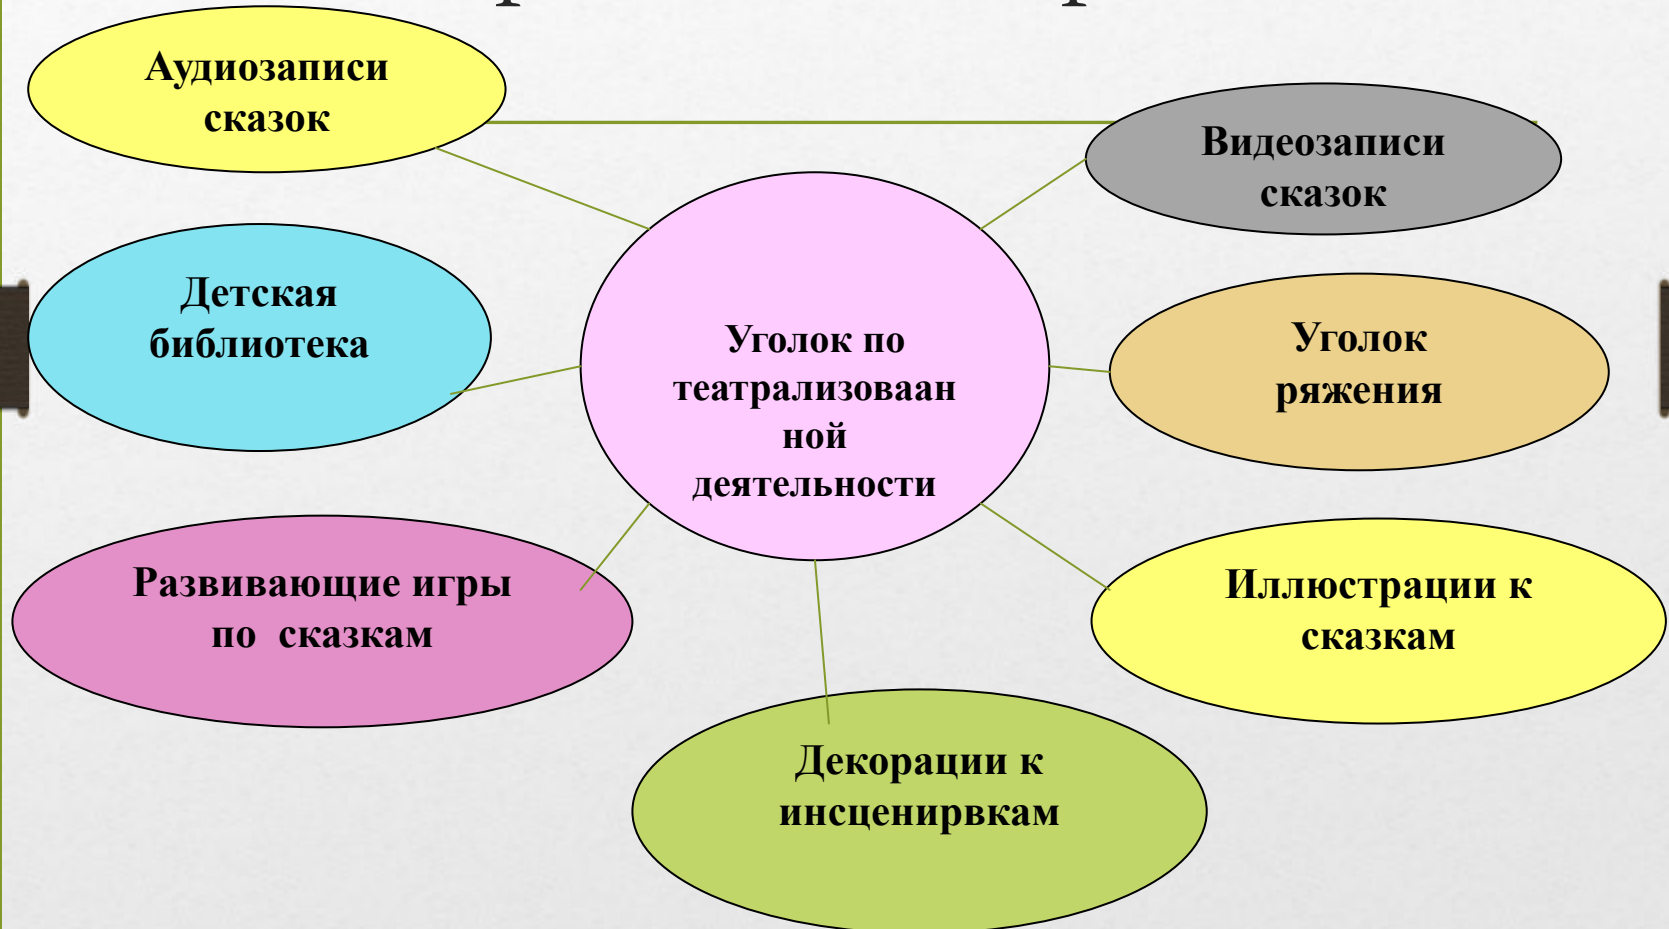 Аудиозаписи
сказок
Видеозаписи
сказок
Детская
библиотека
Уголок по
театрализоваан
ной
деятельности
Уголок
ряжения
Развивающие игры
по  сказкам
Иллюстрации к
сказкам
Декорации к
инсценирвкам